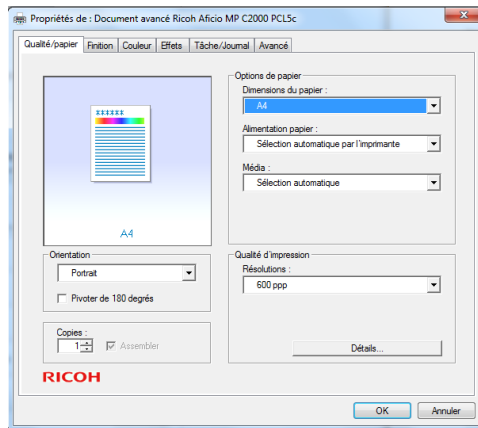 Propriétés de : Document avancé Ricoh Aficio MP C2000 PCL5c
Qualité/papier Finition Couleur Effets Tâche/Journal Avancé
Options de papier
Dimensions du papier :
A4
Alimentation papier :
Sélection automatique par l'imprimante
Média :
Sélection automatique
A4
Orientation
Portrait
Pivoter de 180 degrés
Qualité d'impression
Résolutions :
600 ppp
Copies :
1 Assembler
Détails...
RICOH
OK Annuler